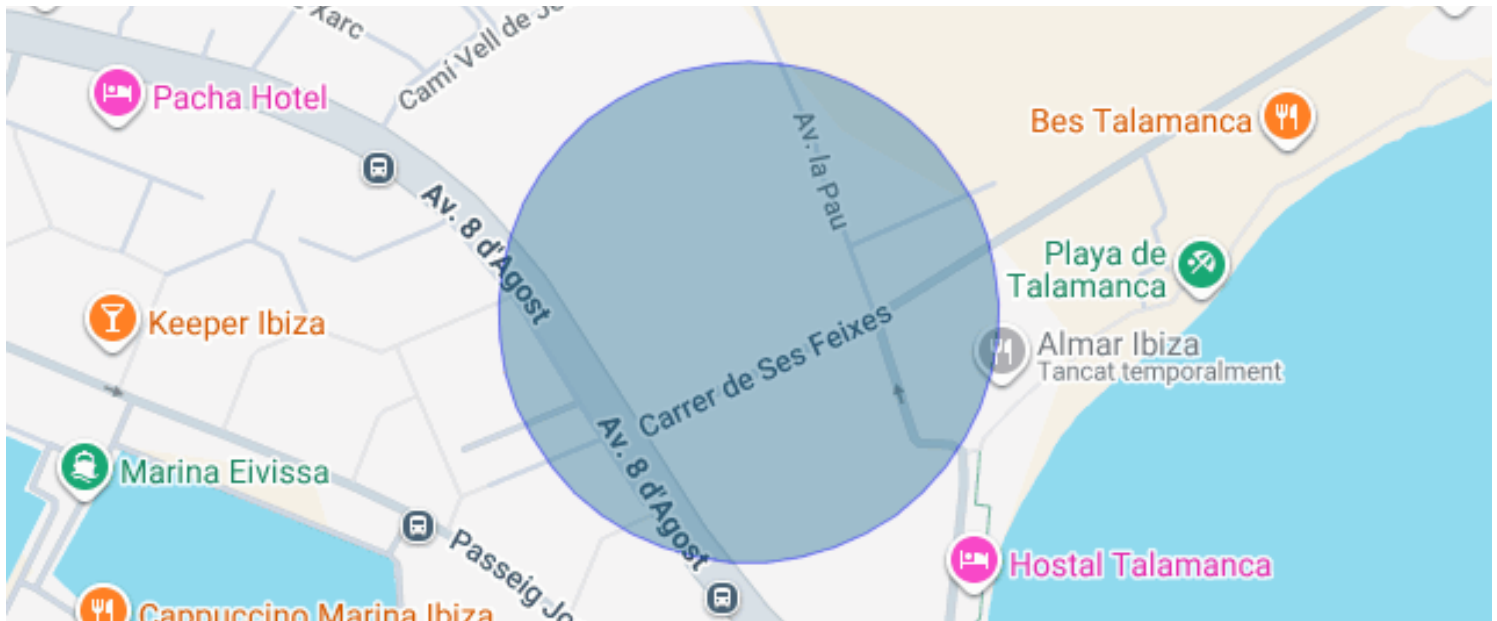 Xarc
Camí Vell de
Pacha Hotel
Av. la Pau
Bes Talamanca
Av. 8 d'Agost
Playa de
Talamanca
Keeper Ibiza
Carrer de Ses Feixes
Almar Ibiza
Tancat temporalment
Av. 8 d'Agost
Marina Eivissa
Passeig
Hostal Talamanca
Cappuccino Marina Ibiza